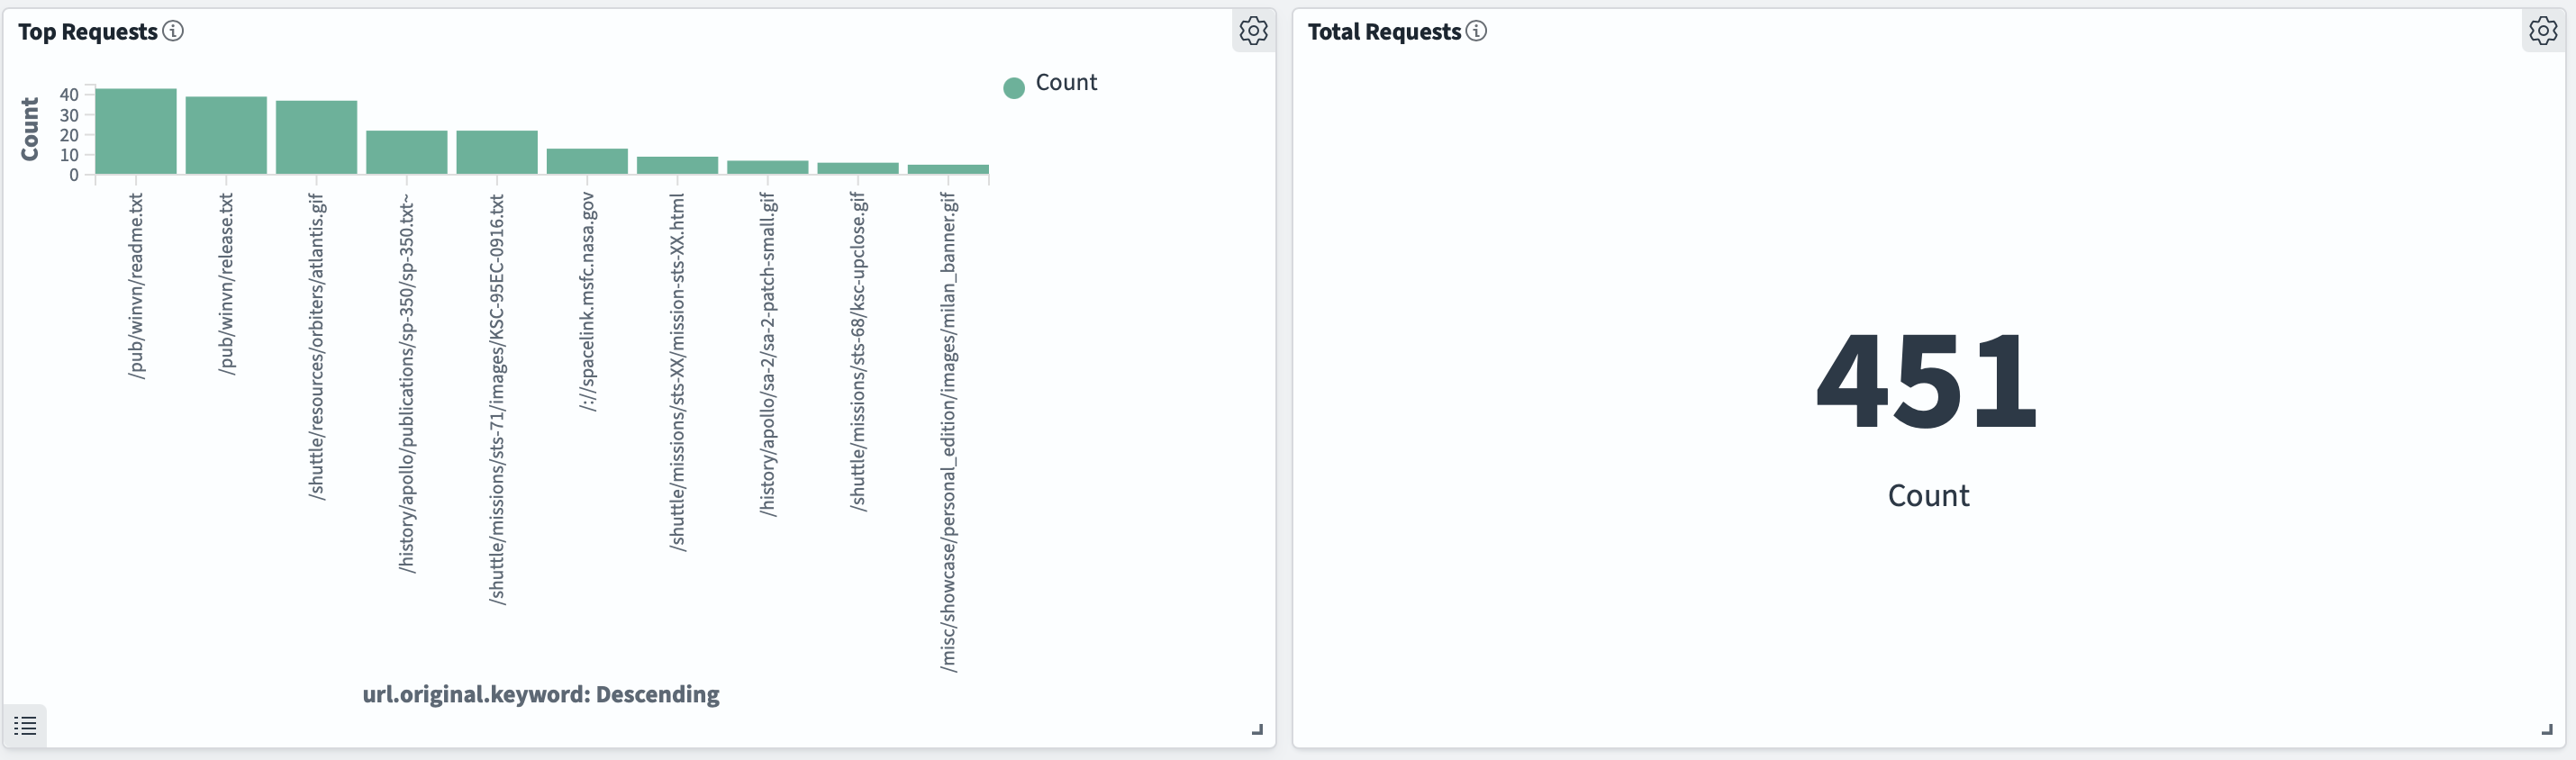 Top Requests
Count
40
30
20
10
0
/pub/winvn/readme.txt
/pub/winvn/release.txt
/shuttle/resources/orbiters/atlantis.gif
/history/apollo/publications/sp-350/sp-350.txt~
/shuttle/missions/sts-71/images/KSC-95EC-0916.txt
/://spacelink.msfc.nasa.gov
/shuttle/missions/sts-XX/mission-sts-XX.html
/history/apollo/sa-2/sa-2-patch-small.gif
/shuttle/missions/sts-68/ksc-upclose.gif
/misc/showcase/personal_edition/images/milan_banner.gif
url.original.keyword: Descending
Count
Total Requests
451
Count